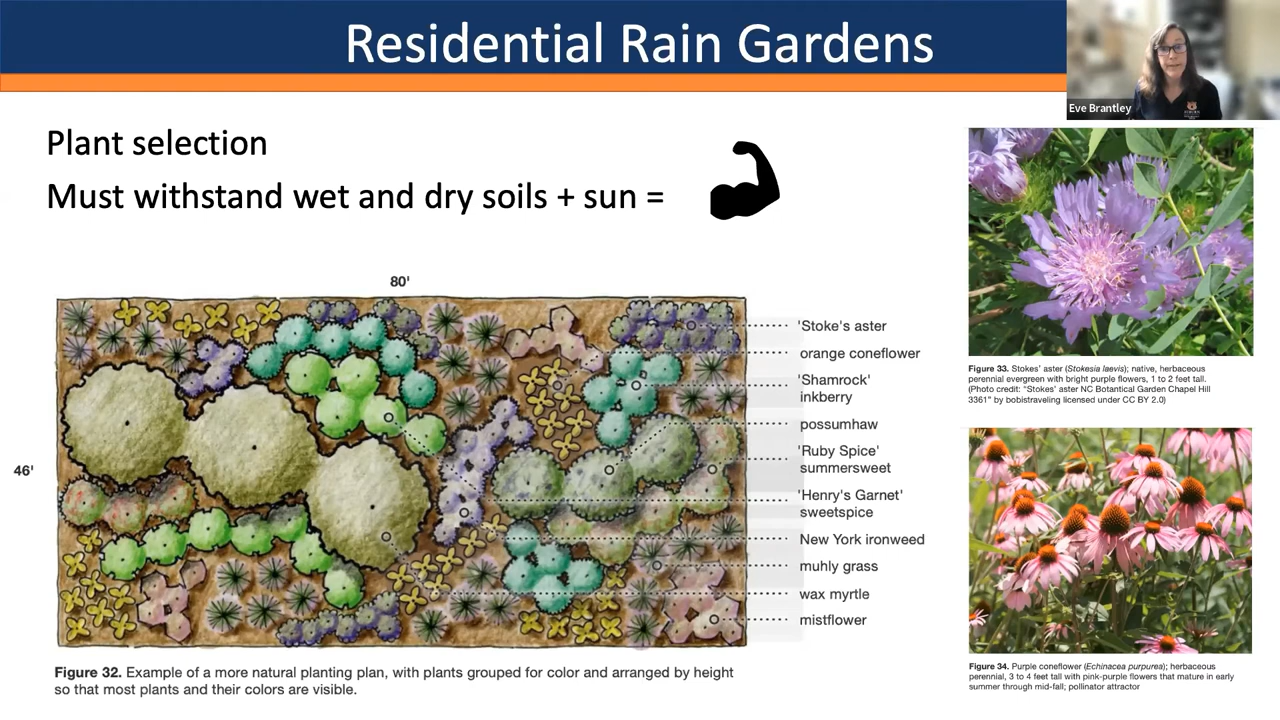 Residential Rain Gardens
Eve Brantley
Plant selection
Must withstand wet and dry soils + sun =
80'
46'
'Stoke's aster
orange coneflower
'Shamrock'
inkberry
possumhaw
'Ruby Spice'
summersweet
'Henry's Garnet'
sweetspice
New York ironweed
muhly grass
wax myrtle
mistflower
Figure 32. Example of a more natural planting plan, with plants grouped for color and arranged by height
so that most plants and their colors are visible.
Figure 33. Stokes' aster (Stokesia laevis); native, herbaceous
perennial evergreen with bright purple flowers, 1 to 2 feet tall.
(Photo credit: "Stokes' aster NC Botanical Garden Chapel Hill
3361" by bobistraveling licensed under CC BY 2.0)
Figure 34. Purple coneflower (Echinacea purpurea); herbaceous
perennial, 3 to 4 feet tall with pink-purple flowers that mature in early
summer through mid-fall; pollinator attractor